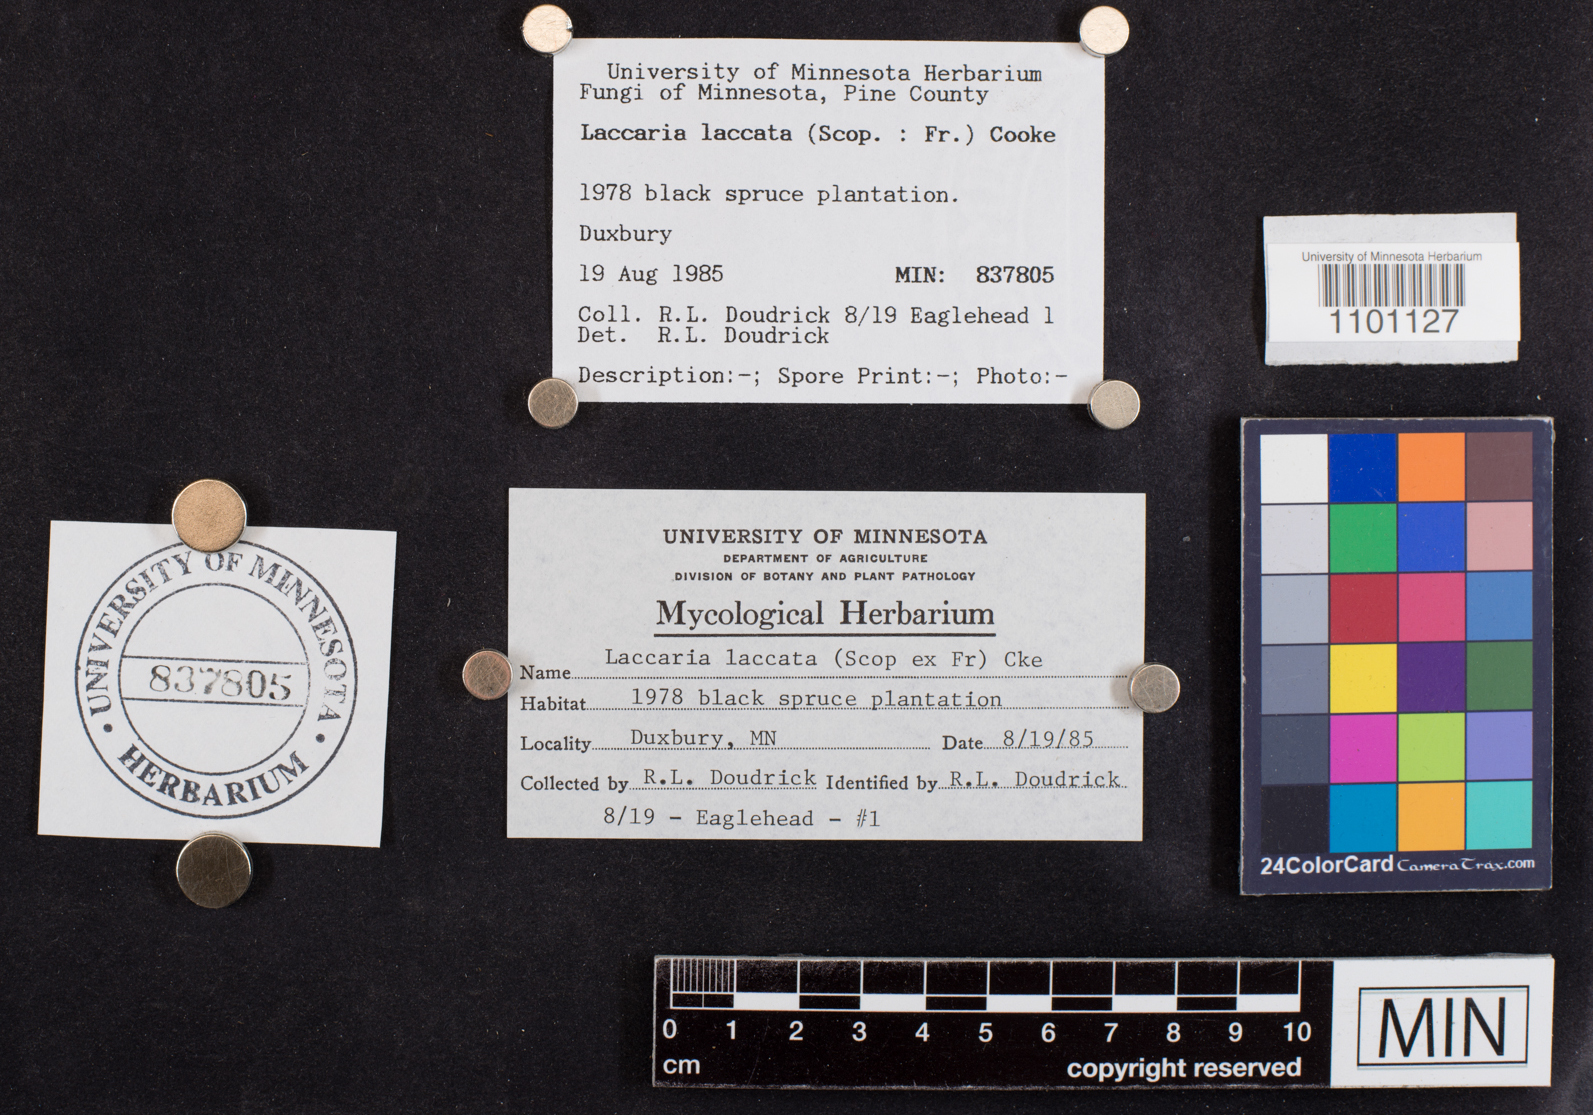 University of Minnesota Herbarium
Fungi of Minnesota, Pine County
Laccaria laccata (Scop. : Fr.) Cooke
1978 black spruce plantation.
Duxbury
19 Aug 1985 MIN: 837805
Coll. R.L. Doudrick 8/19 Eaglehead 1
Det. R.L. Doudrick
Description:-; Spore Print:-; Photo:-
University of Minnesota Herbarium
1101127
UNIVERSITY OF MINNESOTA
837805
HERBARIUM
UNIVERSITY OF MINNESOTA
DEPARTMENT OF AGRICULTURE
DIVISION OF BOTANY AND PLANT PATHOLOGY
Mycological Herbarium
Name Laccaria laccata (Scop ex Fr) Cke
Habitat 1978 black spruce plantation
Locality Duxbury, MN Date 8/19/85
Collected by R.L. Doudrick Identified by R.L. Doudrick
8/19 - Eaglehead - #1
24ColorCard CameraTrax.com
0 1 2 3 4 5 6 7 8 9 10
cm copyright reserved
MIN